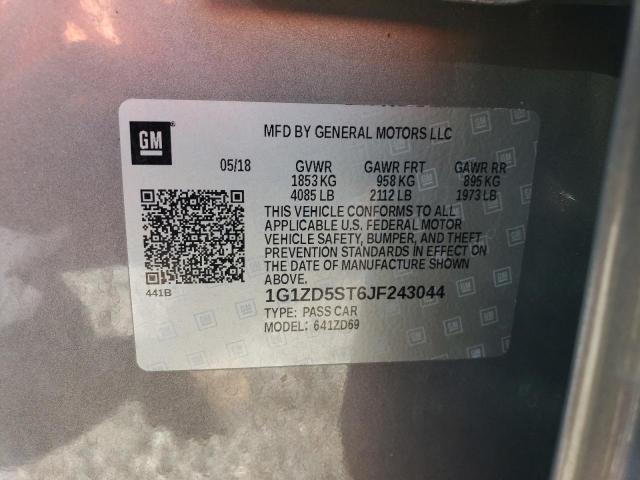 GM
MFD BY GENERAL MOTORS LLC
05/18 GVWR GAWR FRT GAWR RR
1853 KG 958 KG 895 KG
4085 LB 2112 LB 1973 LB
THIS VEHICLE CONFORMS TO ALL
APPLICABLE U.S. FEDERAL MOTOR
VEHICLE SAFETY, BUMPER, AND THEFT
PREVENTION STANDARDS IN EFFECT ON
THE DATE OF MANUFACTURE SHOWN
ABOVE.
441B
1G1ZD5ST6JF243044
TYPE: PASS CAR
MODEL: 641ZD69